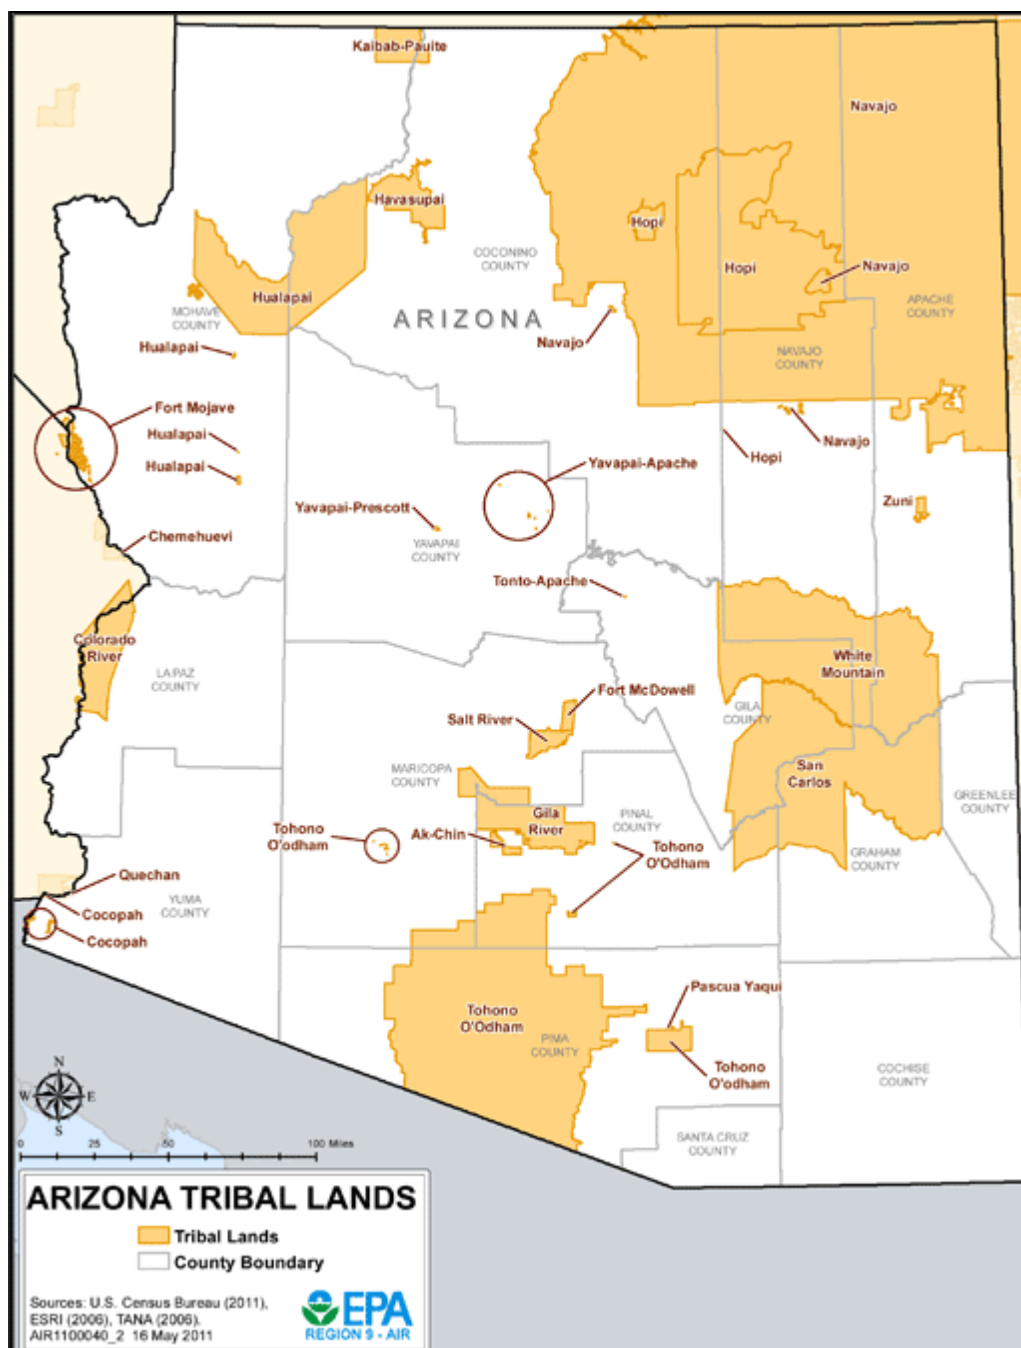 Kaibab-Paiute
Navajo
Havasupai
Hopi
COCONINO
COUNTY
Hopi
Navajo
Hualapai
MOHAVE
COUNTY
ARIZONA
APACHE
COUNTY
Navajo
Hualapai
NAVAJO
COUNTY
Fort Mojave
Hualapai
Navajo
Hopi
Hualapai
Yavapai-Apache
Zuni
Yavapai-Prescott
YAVAPAI
COUNTY
Chemehuevi
Tonto-Apache
Colorado
River
LA PAZ
COUNTY
White
Mountain
Fort McDowell
Salt River
GILA
COUNTY
MARICOPA
COUNTY
San
Carlos
GREENLEE
COUNTY
Gila
River
PINAL
COUNTY
Tohono
O'odham
Ak-Chin
Tohono
O'Odham
GRAHAM
COUNTY
Quechan
YUMA
COUNTY
Cocopah
Cocopah
Pascua Yaqui
Tohono
O'Odham
PIMA
COUNTY
Tohono
O'odham
COCHISE
COUNTY
SANTA CRUZ
COUNTY
N
W E
S
0 25 50 100 Miles
ARIZONA TRIBAL LANDS
Tribal Lands
County Boundary
Sources: U.S. Census Bureau (2011),
ESRI (2006), TANA (2006).
AIR1100040_2 16 May 2011
EPA
REGION 9 - AIR